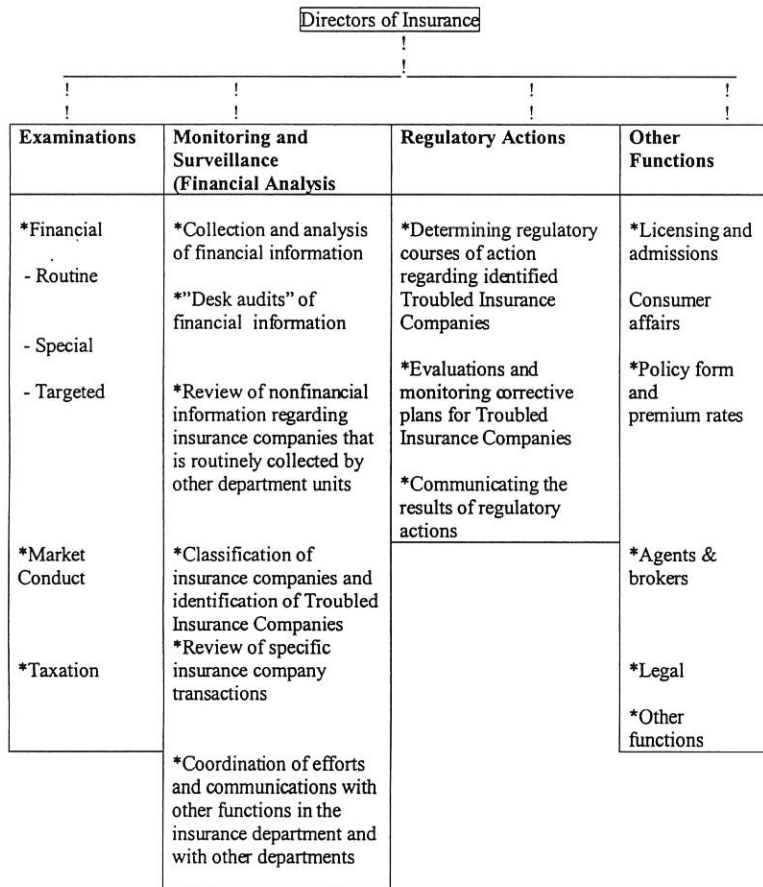 Directors of Insurance
!
!
! ! ! !
! ! ! !
Examinations
*Financial
- Routine
- Special
- Targeted
*Market
Conduct
*Taxation
Monitoring and
Surveillance
(Financial Analysis
*Collection and analysis
of financial information
*"Desk audits" of
financial information
*Review of nonfinancial
information regarding
insurance companies that
is routinely collected by
other department units
*Classification of
insurance companies and
identification of Troubled
Insurance Companies
*Review of specific
insurance company
transactions
*Coordination of efforts
and communications with
other functions in the
insurance department and
with other departments
Regulatory Actions
*Determining regulatory
courses of action
regarding identified
Troubled Insurance
Companies
*Evaluations and
monitoring corrective
plans for Troubled
Insurance Companies
*Communicating the
results of regulatory
actions
Other
Functions
*Licensing and
admissions
Consumer
affairs
*Policy form
and
premium rates
*Agents &
brokers
*Legal
*Other
functions